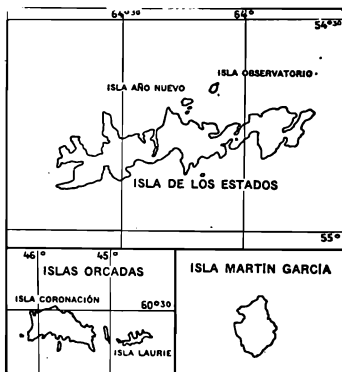 64°30 64° 54°30
ISLA OBSERVATORIO
ISLA AÑO NUEVO
ISLA DE LOS ESTADOS
55°
46° 45°
ISLAS ORCADAS
60°30
ISLA CORONACIÓN
ISLA LAURIE
ISLA MARTÍN GARCÍA